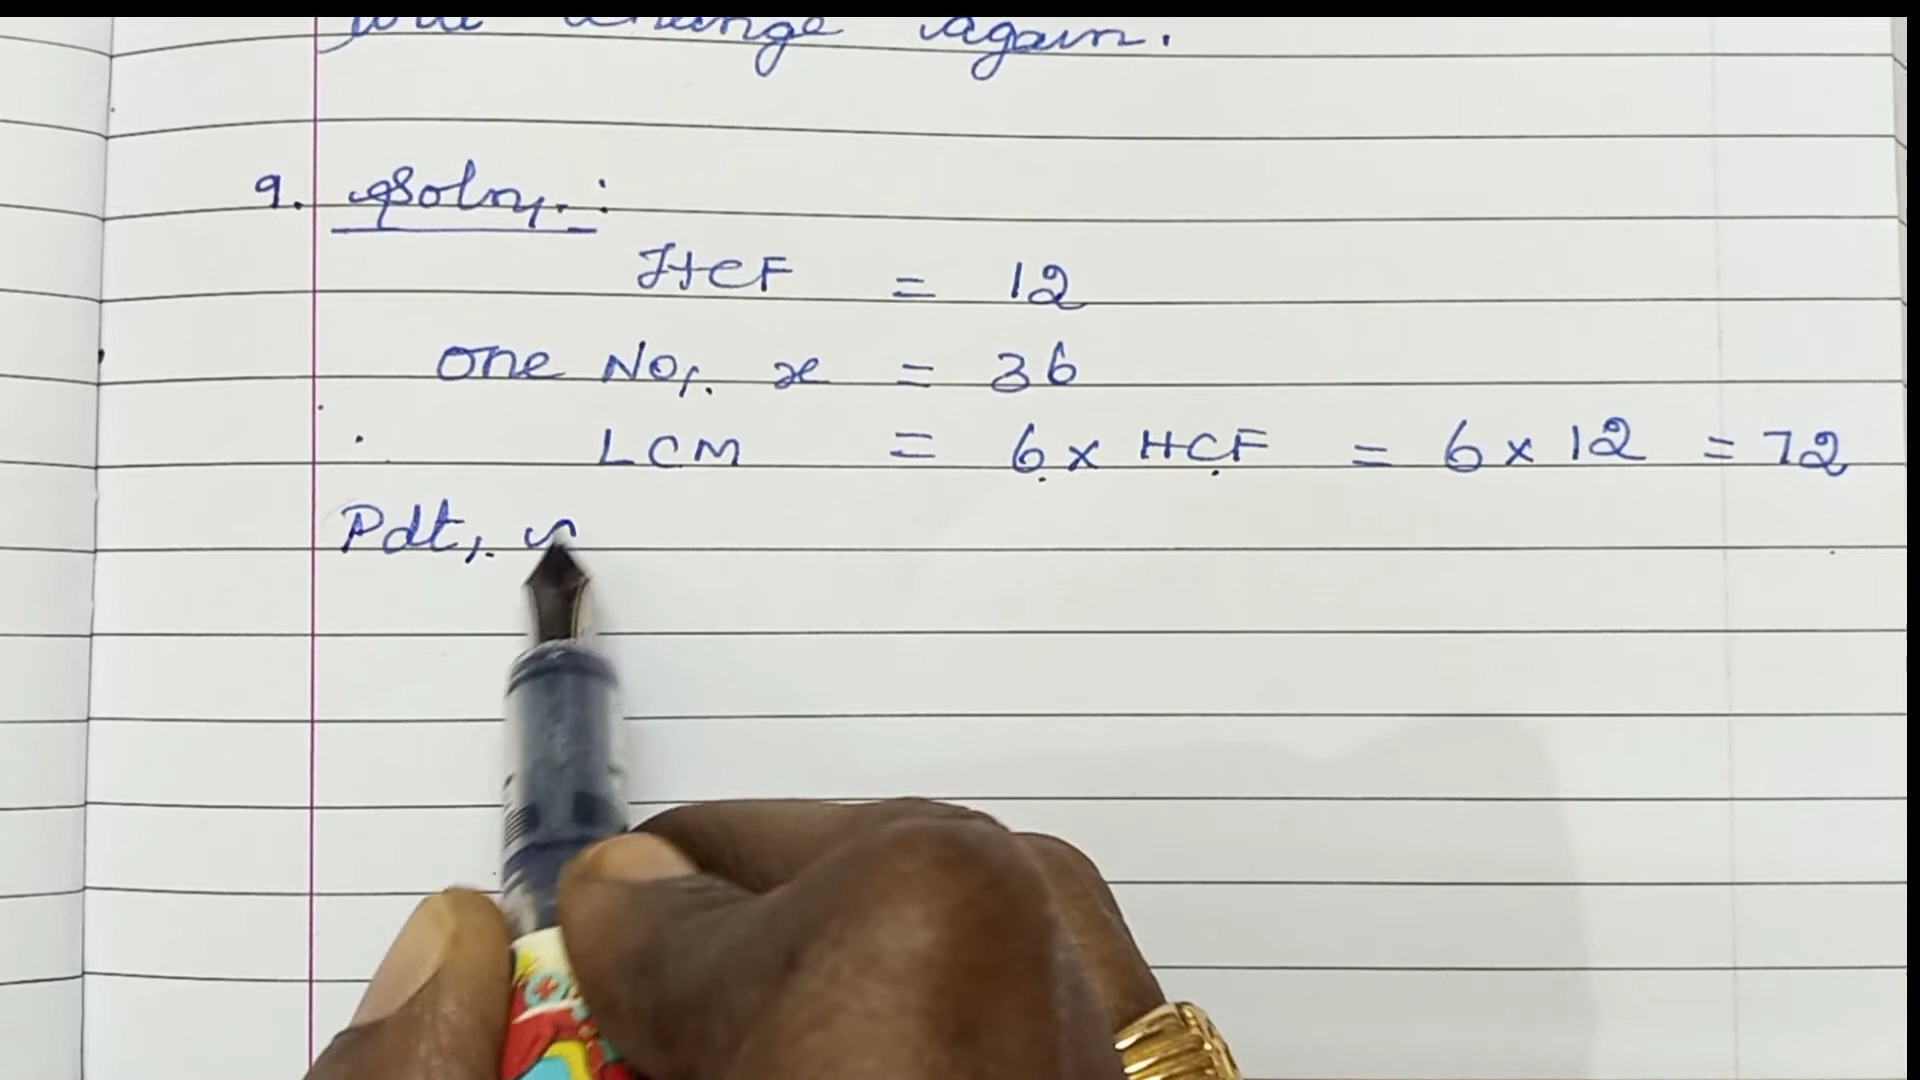 change again.
9. Soln. :
HCF = 12
One No,. x = 36
LCM = 6 x HCF = 6 x 12 = 72
Pdt,.